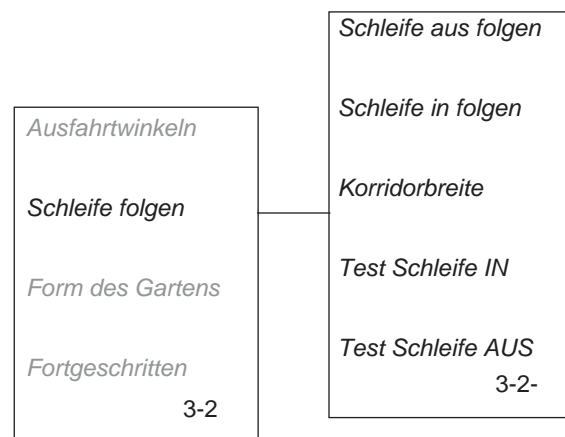 Ausfahrtwinkeln
Schleife folgen
Form des Gartens
Fortgeschritten
3-2
Schleife aus folgen
Schleife in folgen
Korridorbreite
Test Schleife IN
Test Schleife AUS
3-2-